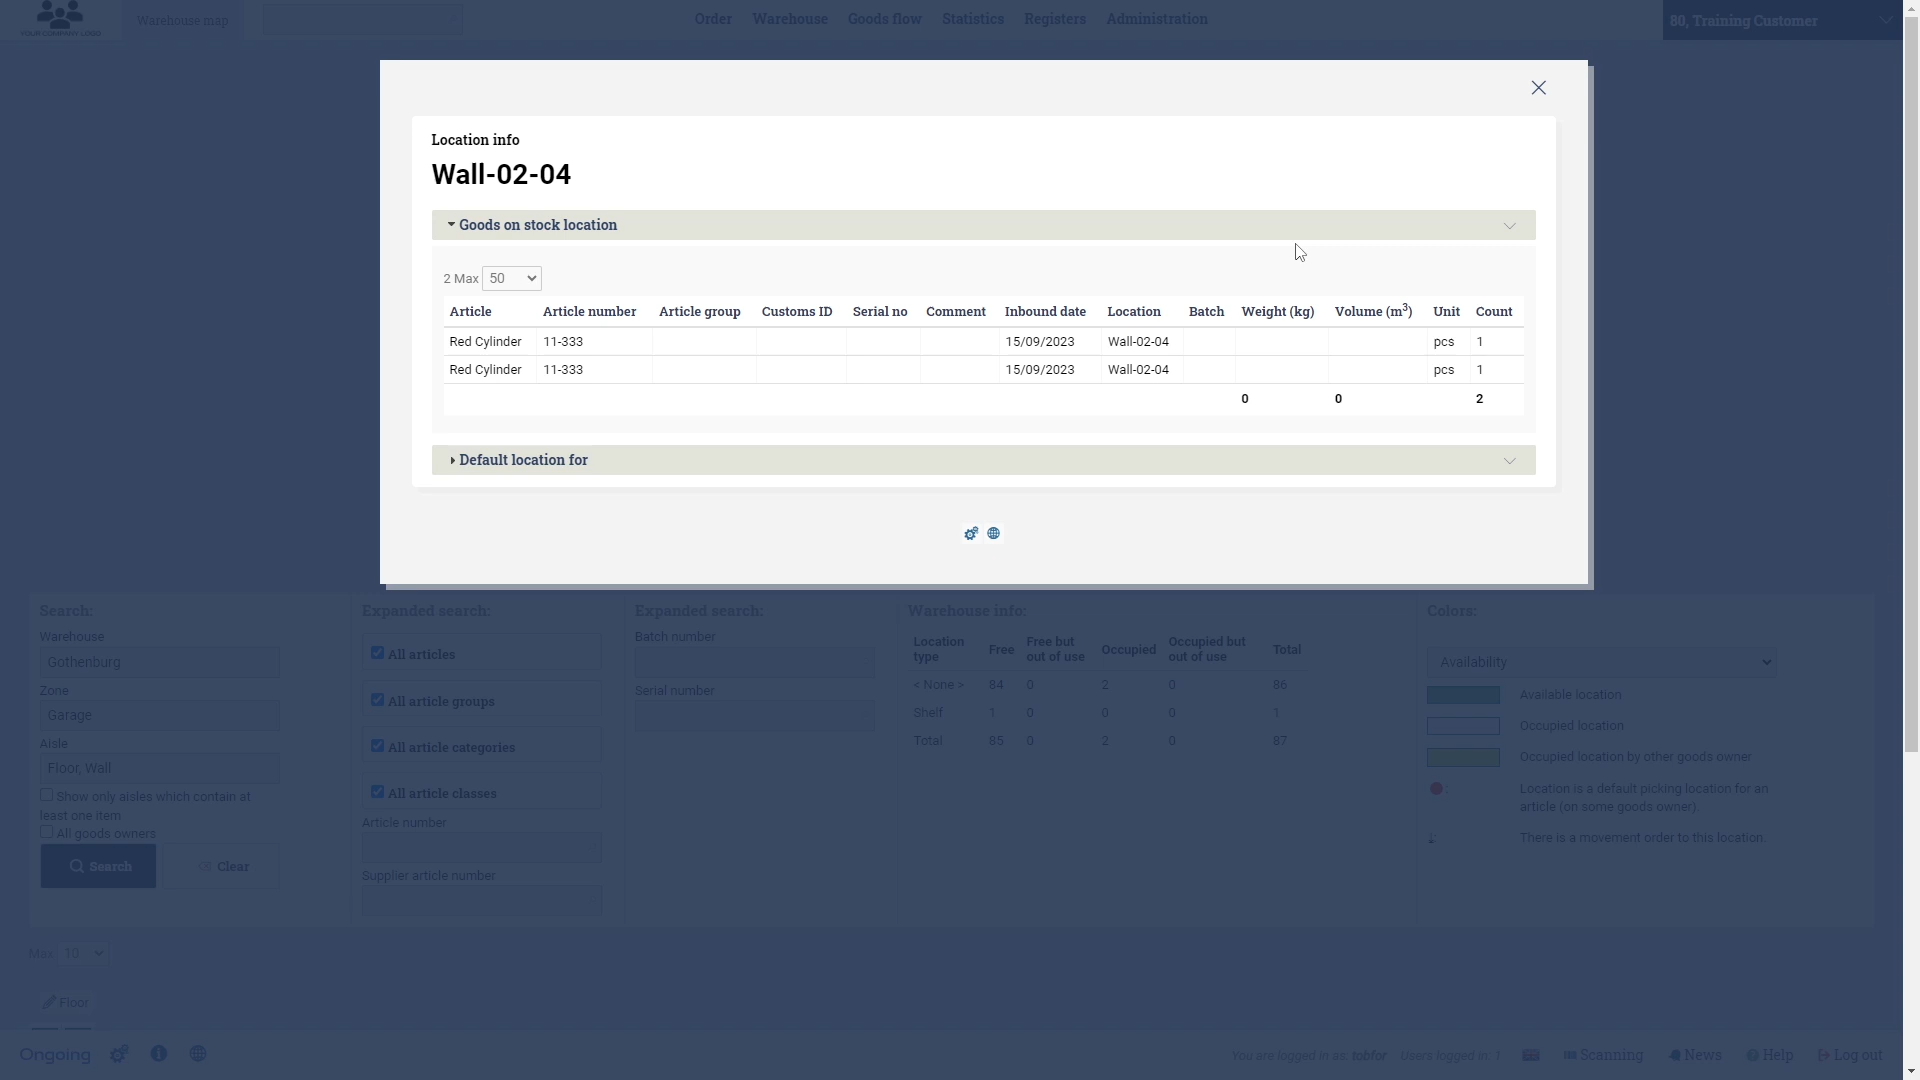 YOUR COMPANY LOGO
Warehouse map
Order Warehouse Goods flow Statistics Registers Administration
80, Training Customer
Location info
Wall-02-04
Goods on stock location
2 Max 50
Article Article number Article group Customs ID Serial no Comment Inbound date Location Batch Weight (kg) Volume (m³) Unit Count
Red Cylinder 11-333 15/09/2023 Wall-02-04 pcs 1
Red Cylinder 11-333 15/09/2023 Wall-02-04 pcs 1
0 0 2
Default location for
Search:
Warehouse
Gothenburg
Zone
Garage
Aisle
Floor, Wall
Show only aisles which contain at
least one item
All goods owners
Search Clear
Expanded search:
All articles
All article groups
All article categories
All article classes
Article number
Supplier article number
Expanded search:
Batch number
Serial number
Warehouse info:
Location type Free Free but out of use Occupied Occupied but out of use Total
< None > 84 0 2 0 86
Shelf 1 0 0 0 1
Total 85 0 2 0 87
Colors:
Availability
Available location
Occupied location
Occupied location by other goods owner
: Location is a default picking location for an
article (on some goods owner).
There is a movement order to this location.
Max 10
Floor
Ongoing
You are logged in as: tobfor Users logged in: 1 Scanning News Help Log out